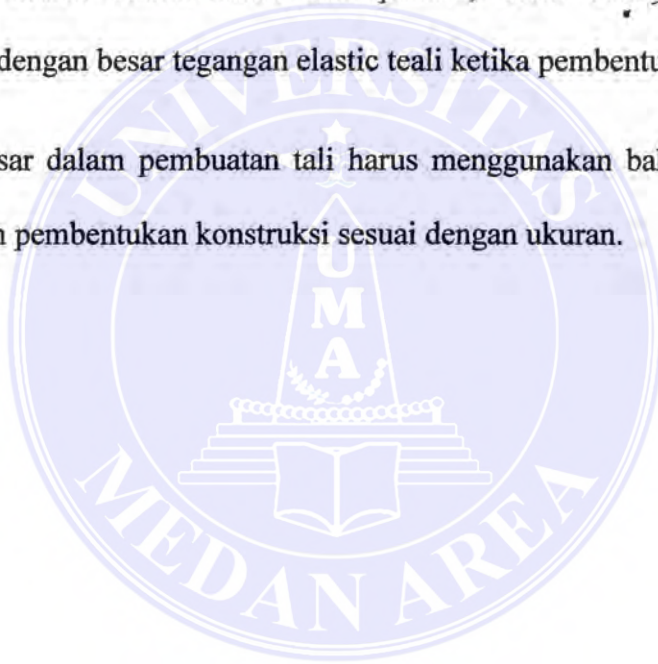 dengan besar tegangan elastic teali ketika pembentu
sar dalam pembuatan tali harus menggunakan
pembentukan konstruksi sesuai dengan ukuran.
UNIVERSITAS
UMA
MEDAN AREA